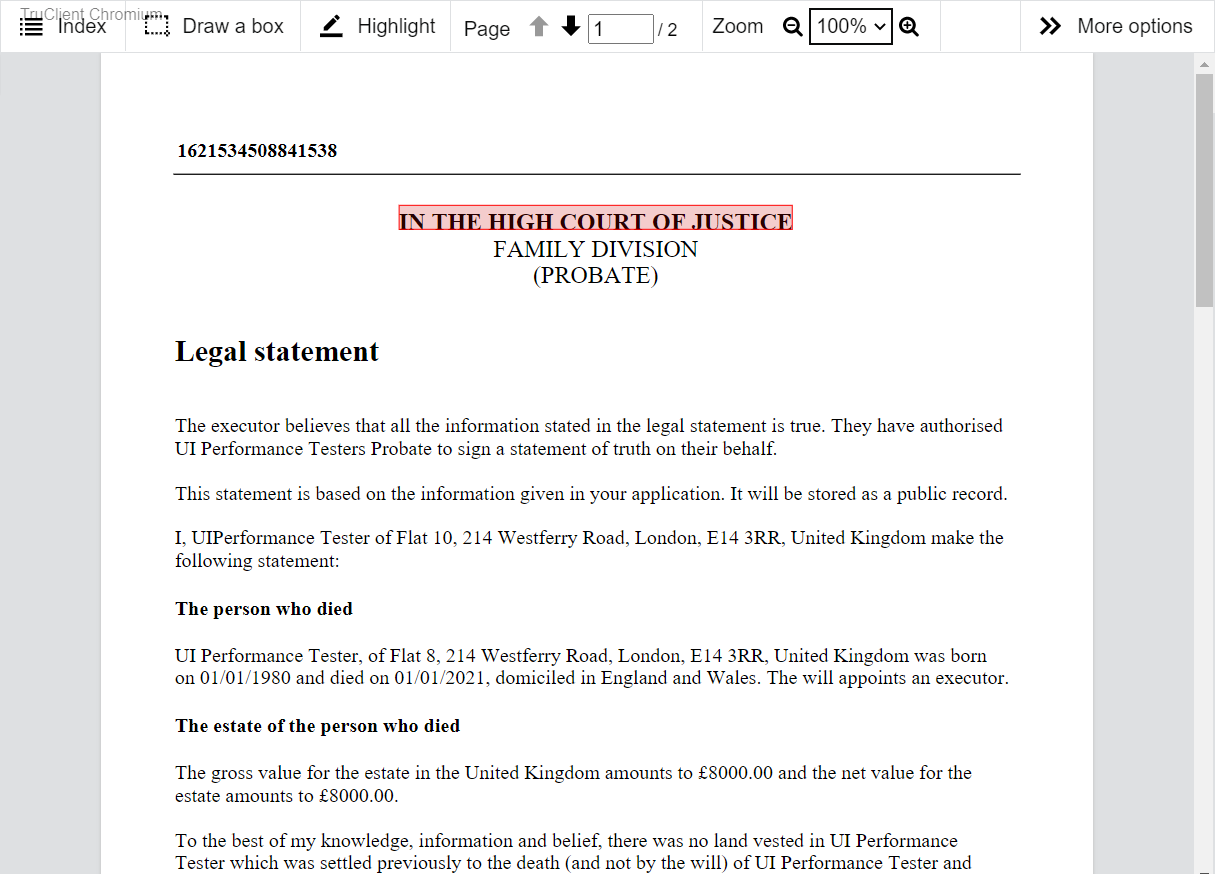 TruClient Chromium
Index Draw a box Highlight Page 1 / 2 Zoom 100% More options
1621534508841538
IN THE HIGH COURT OF JUSTICE
FAMILY DIVISION
(PROBATE)
Legal statement
The executor believes that all the information stated in the legal statement is true. They have authorised
UI Performance Testers Probate to sign a statement of truth on their behalf.
This statement is based on the information given in your application. It will be stored as a public record.
I, UIPerformance Tester of Flat 10, 214 Westferry Road, London, E14 3RR, United Kingdom make the
following statement:
The person who died
UI Performance Tester, of Flat 8, 214 Westferry Road, London, E14 3RR, United Kingdom was born
on 01/01/1980 and died on 01/01/2021, domiciled in England and Wales. The will appoints an executor.
The estate of the person who died
The gross value for the estate in the United Kingdom amounts to £8000.00 and the net value for the
estate amounts to £8000.00.
To the best of my knowledge, information and belief, there was no land vested in UI Performance
Tester which was settled previously to the death (and not by the will) of UI Performance Tester and